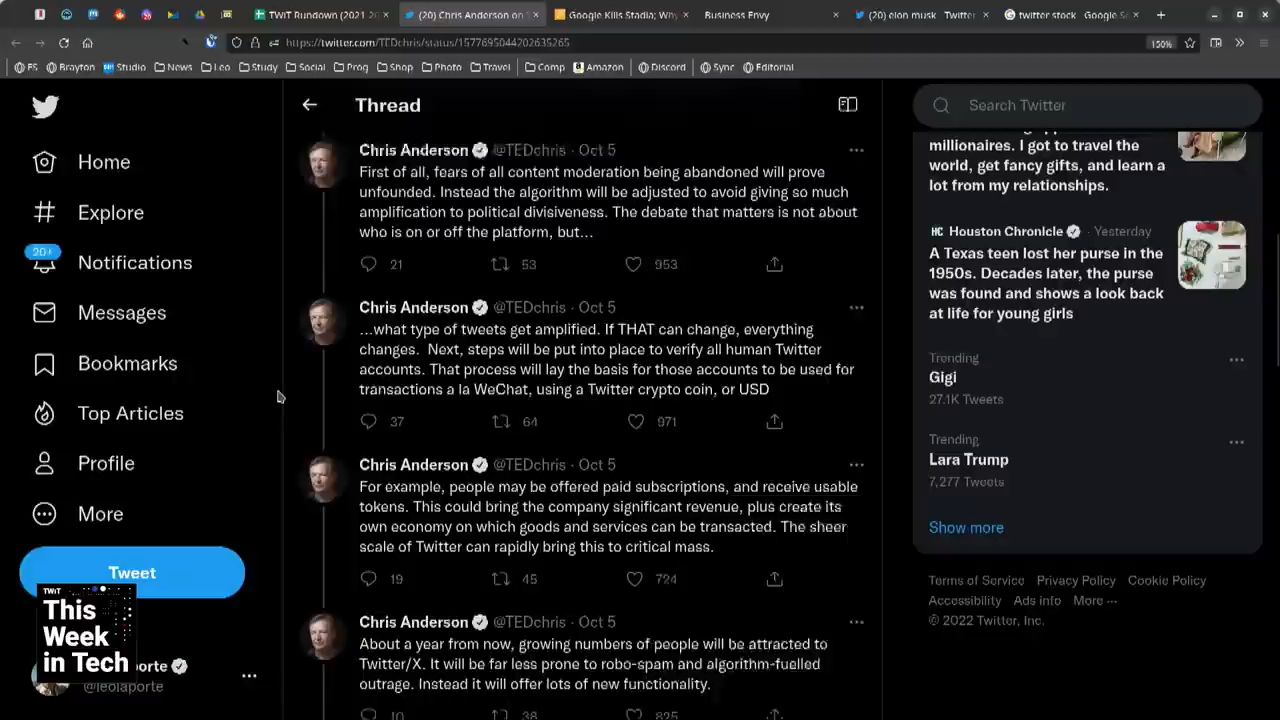 TWiT Rundown (2021 2
(20) Chris Anderson on
Google Kills Stadia; Why
Business Envy
(20) elon musk Twitter
twitter stock Google Se
https://twitter.com/TEDchris/status/1577695044202635265
150%
FS
Brayton
Studio
News
Leo
Study
Social
Prog
Shop
Photo
Travel
Comp
Amazon
Discord
Sync
Editorial
Home
Explore
20+
Notifications
Messages
Bookmarks
Top Articles
Profile
More
Tweet
TWiT
This
Week
in Tech
orte
@leolaporte
Thread
Chris Anderson @TEDchris · Oct 5
First of all, fears of all content moderation being abandoned will prove
unfounded. Instead the algorithm will be adjusted to avoid giving so much
amplification to political divisiveness. The debate that matters is not about
who is on or off the platform, but...
21 53 953
Chris Anderson @TEDchris · Oct 5
...what type of tweets get amplified. If THAT can change, everything
changes. Next, steps will be put into place to verify all human Twitter
accounts. That process will lay the basis for those accounts to be used for
transactions a la WeChat, using a Twitter crypto coin, or USD
37 64 971
Chris Anderson @TEDchris · Oct 5
For example, people may be offered paid subscriptions, and receive usable
tokens. This could bring the company significant revenue, plus create its
own economy on which goods and services can be transacted. The sheer
scale of Twitter can rapidly bring this to critical mass.
19 45 724
Chris Anderson @TEDchris · Oct 5
About a year from now, growing numbers of people will be attracted to
Twitter/X. It will be far less prone to robo-spam and algorithm-fuelled
outrage. Instead it will offer lots of new functionality.
10 38 825
Search Twitter
millionaires. I got to travel the
world, get fancy gifts, and learn a
lot from my relationships.
HC Houston Chronicle · Yesterday
A Texas teen lost her purse in the
1950s. Decades later, the purse
was found and shows a look back
at life for young girls
Trending
Gigi
27.1K Tweets
Trending
Lara Trump
7,277 Tweets
Show more
Terms of Service Privacy Policy Cookie Policy
Accessibility Ads info More ···
© 2022 Twitter, Inc.